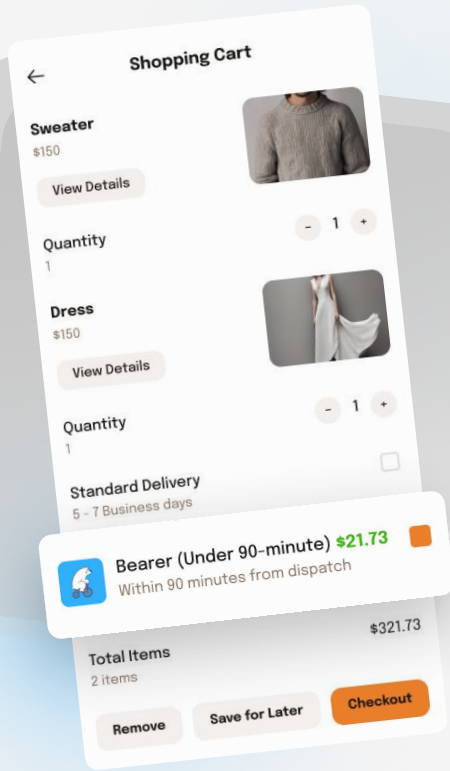 Shopping Cart
Sweater
$150
View Details
Quantity
1
- 1 +
Dress
$150
View Details
Quantity
1
- 1 +
Standard Delivery
5 - 7 Business days
Bearer (Under 90-minute) $21.73
Within 90 minutes from dispatch
$321.73
Total Items
2 items
Remove
Save for Later
Checkout